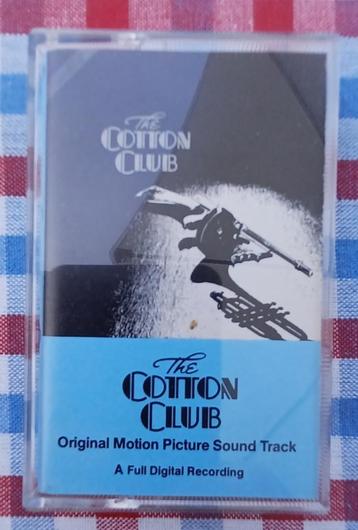 The
COTTON
CLUB
The
COTTON
CLUB
Original Motion Picture Sound Track
A Full Digital Recording